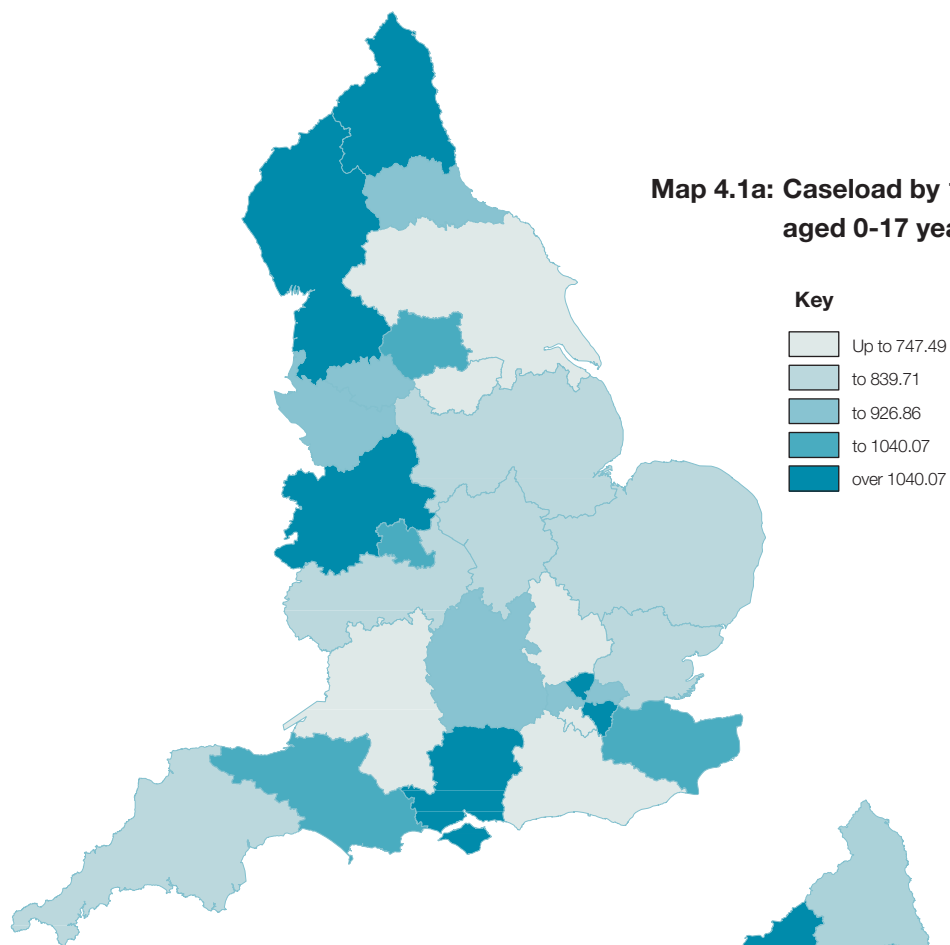 Map 4.1a: Caseload by
aged 0-17
Key
Up to 747.49
to 839.71
to 926.86
to 1040.07
over 1040.07